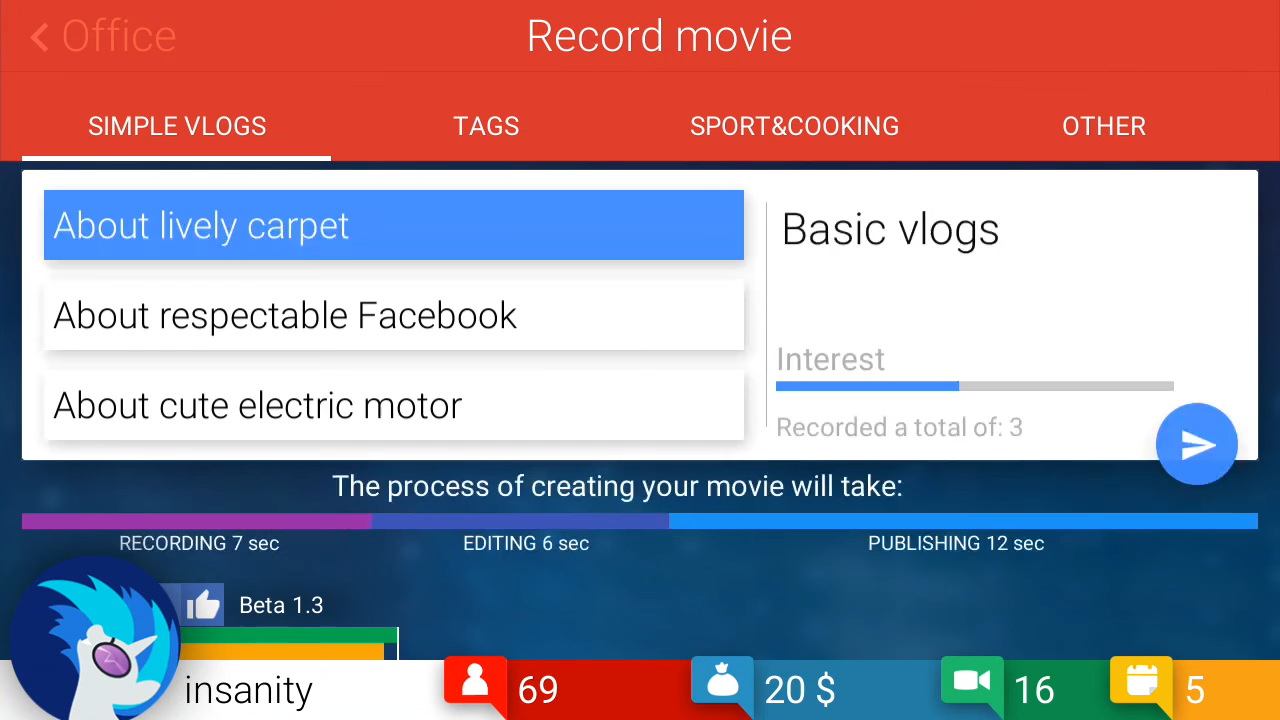 Office
Record movie
SIMPLE VLOGS
TAGS
SPORT&COOKING
OTHER
About lively carpet
About respectable Facebook
About cute electric motor
Basic vlogs
Interest
Recorded a total of: 3
The process of creating your movie will take:
RECORDING 7 sec
EDITING 6 sec
PUBLISHING 12 sec
Beta 1.3
insanity
69
20 $
16
5